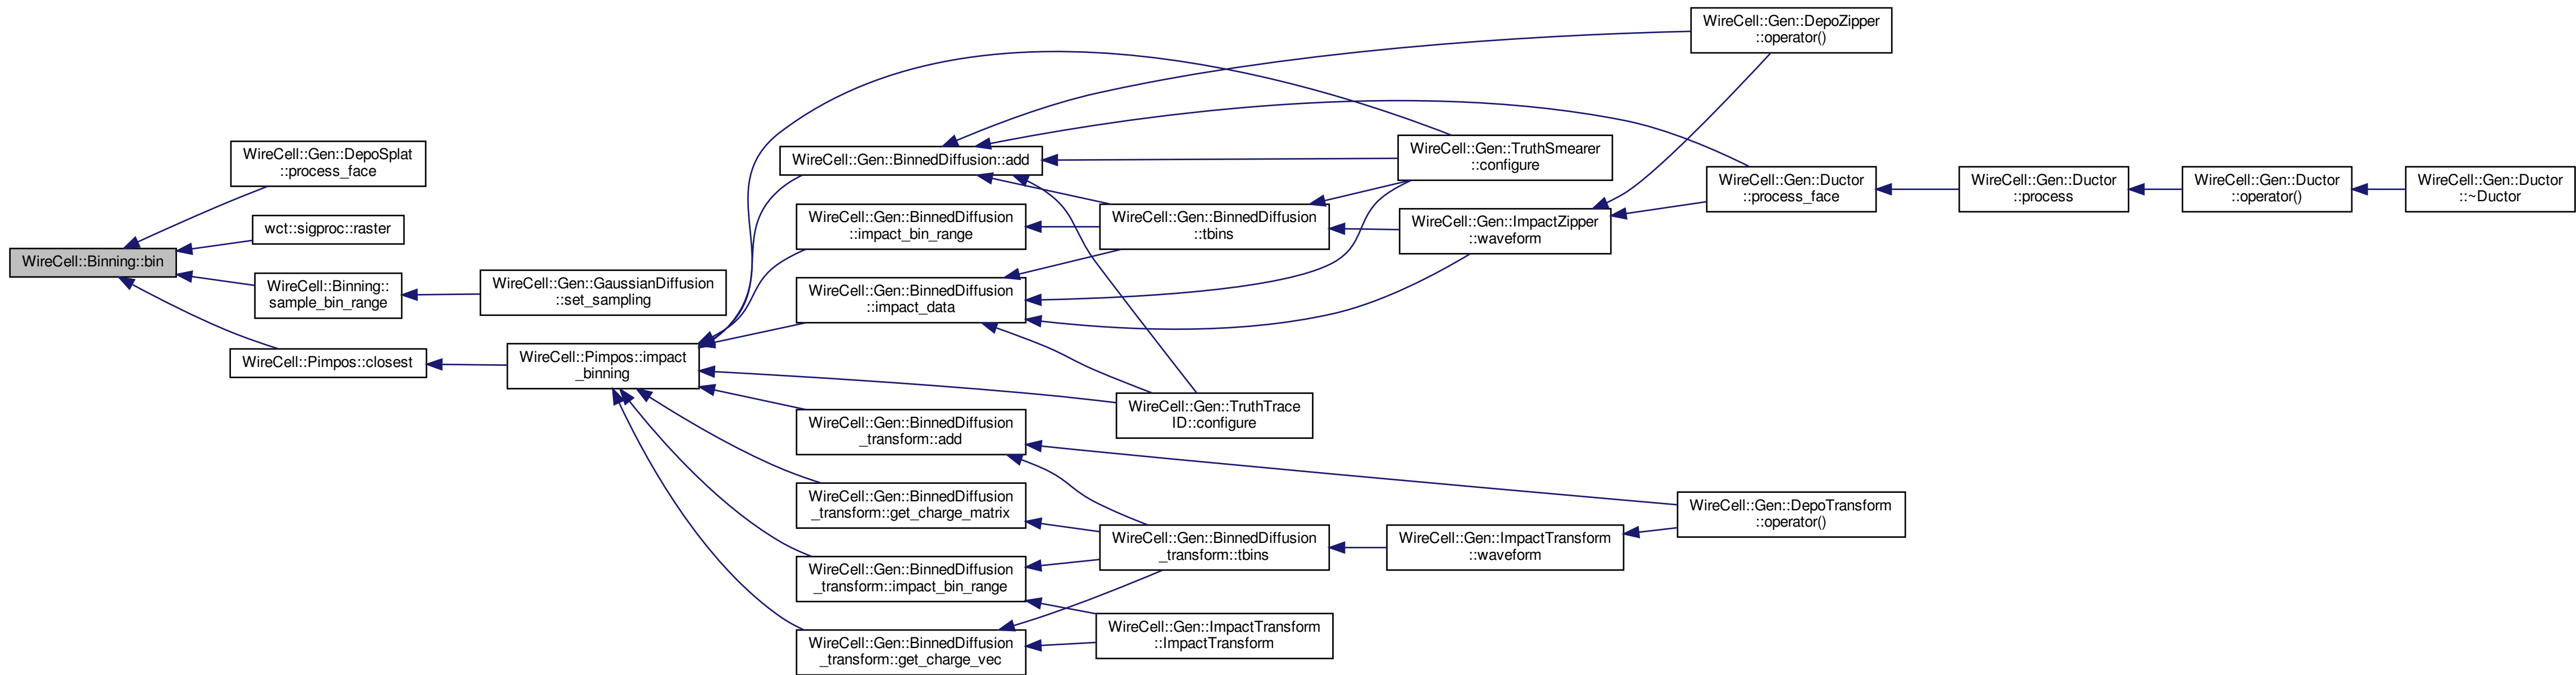 WireCell::Binning::bin
WireCell::Gen::DepoSplat
::process_face
wct::sigproc::raster
WireCell::Binning::
sample_bin_range
WireCell::Pimpos::closest
WireCell::Gen::GaussianDiffusion
::set_sampling
WireCell::Pimpos::impact
_binning
WireCell::Gen::BinnedDiffusion::add
WireCell::Gen::BinnedDiffusion
::impact_bin_range
WireCell::Gen::BinnedDiffusion
::impact_data
WireCell::Gen::BinnedDiffusion
_transform::add
WireCell::Gen::BinnedDiffusion
_transform::get_charge_matrix
WireCell::Gen::BinnedDiffusion
_transform::impact_bin_range
WireCell::Gen::BinnedDiffusion
_transform::get_charge_vec
WireCell::Gen::BinnedDiffusion
::tbins
WireCell::Gen::TruthTrace
ID::configure
WireCell::Gen::BinnedDiffusion
_transform::tbins
WireCell::Gen::ImpactTransform
::ImpactTransform
WireCell::Gen::TruthSmearer
::configure
WireCell::Gen::ImpactZipper
::waveform
WireCell::Gen::ImpactTransform
::waveform
WireCell::Gen::DepoZipper
::operator()
WireCell::Gen::Ductor
::process_face
WireCell::Gen::DepoTransform
::operator()
WireCell::Gen::Ductor
::process
WireCell::Gen::Ductor
::operator()
WireCell::Gen::Ductor
::~Ductor